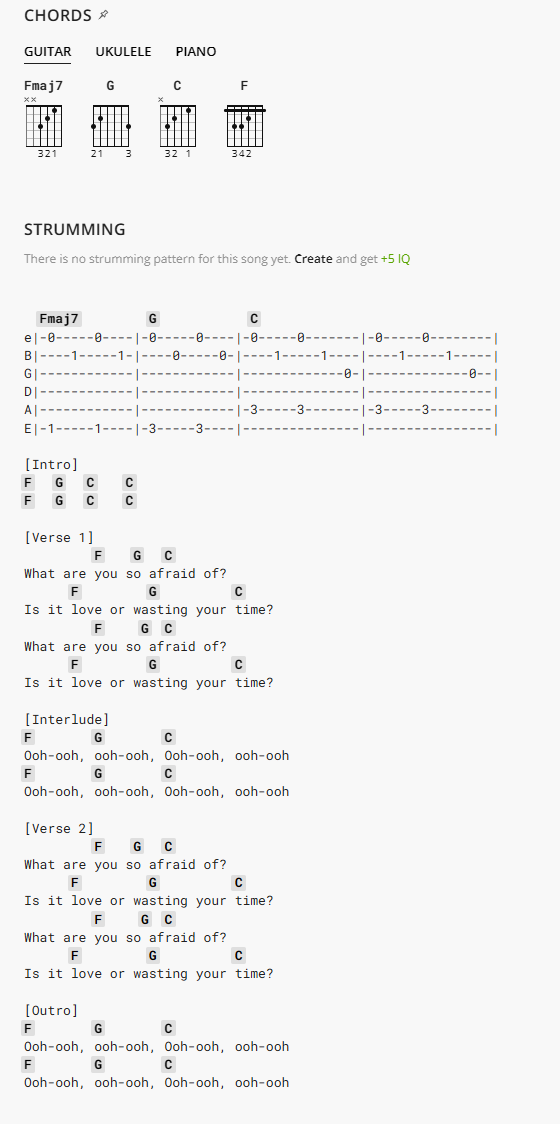 CHORDS
GUITAR UKULELE PIANO
Fmaj7 G C F
xx x
321 21 3 32 1 342
STRUMMING
There is no strumming pattern for this song yet. Create and get +5 IQ
  Fmaj7        G            C
e|-0-----0----|-0-----0----|-0-----0-------|-0-----0--------|
B|----1-----1-|----0-----0-|----1-----1----|----1-----1-----|
G|------------|------------|-------------0-|-------------0--|
D|------------|------------|---------------|----------------|
A|------------|------------|-3-----3-------|-3-----3--------|
E|-1-----1----|-3-----3----|---------------|----------------|
[Intro]
F   G   C    C
F   G   C    C
[Verse 1]
         F    G   C
What are you so afraid of?
      F         G          C
Is it love or wasting your time?
         F     G  C
What are you so afraid of?
      F         G          C
Is it love or wasting your time?
[Interlude]
F        G        C
Ooh-ooh, ooh-ooh, Ooh-ooh, ooh-ooh
F        G        C
Ooh-ooh, ooh-ooh, Ooh-ooh, ooh-ooh
[Verse 2]
         F    G   C
What are you so afraid of?
      F         G          C
Is it love or wasting your time?
         F     G  C
What are you so afraid of?
      F         G          C
Is it love or wasting your time?
[Outro]
F        G        C
Ooh-ooh, ooh-ooh, Ooh-ooh, ooh-ooh
F        G        C
Ooh-ooh, ooh-ooh, Ooh-ooh, ooh-ooh